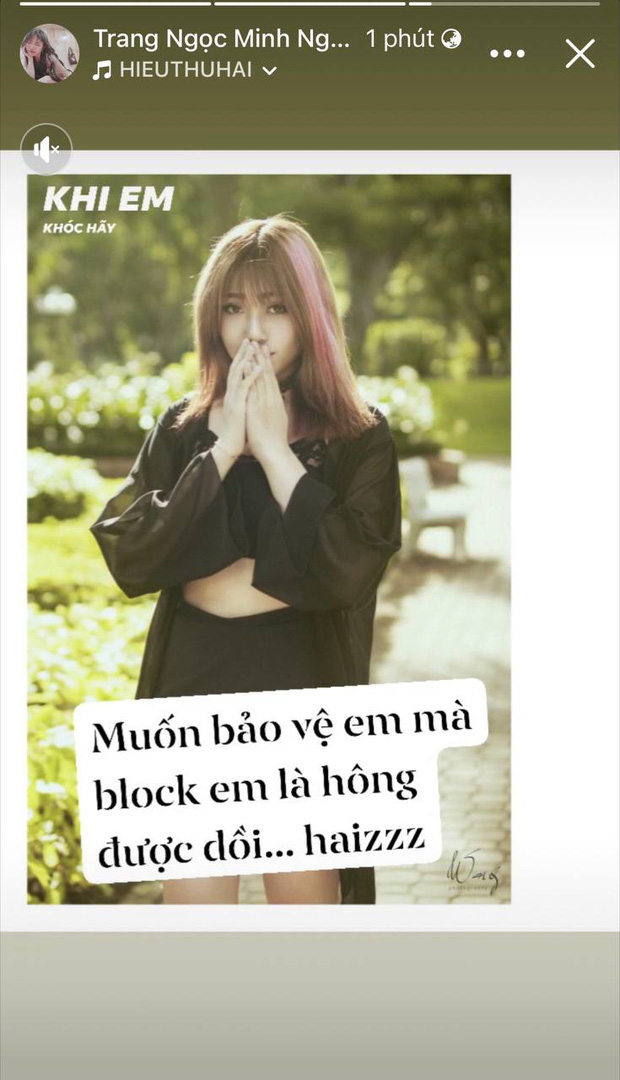 Trang Ngọc Minh Ng... 1 phút
HIEUTHUHAI
KHI EM
KHÓC HÃY
Muốn bảo vệ em mà
block em là hông
được dồi... haizzz